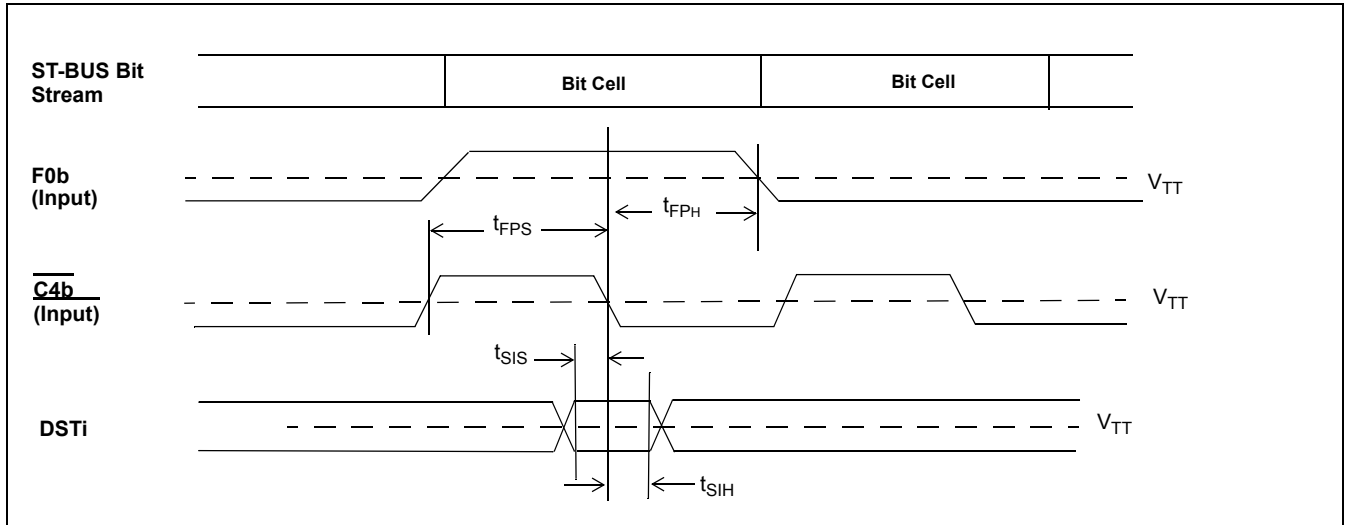 ST-BUS Bit
Stream
Bit Cell
Bit Cell
F0b
(Input)
VTT
tFPS
tFPH
C4b
(Input)
VTT
tSIS
DSTi
VTT
tSIH